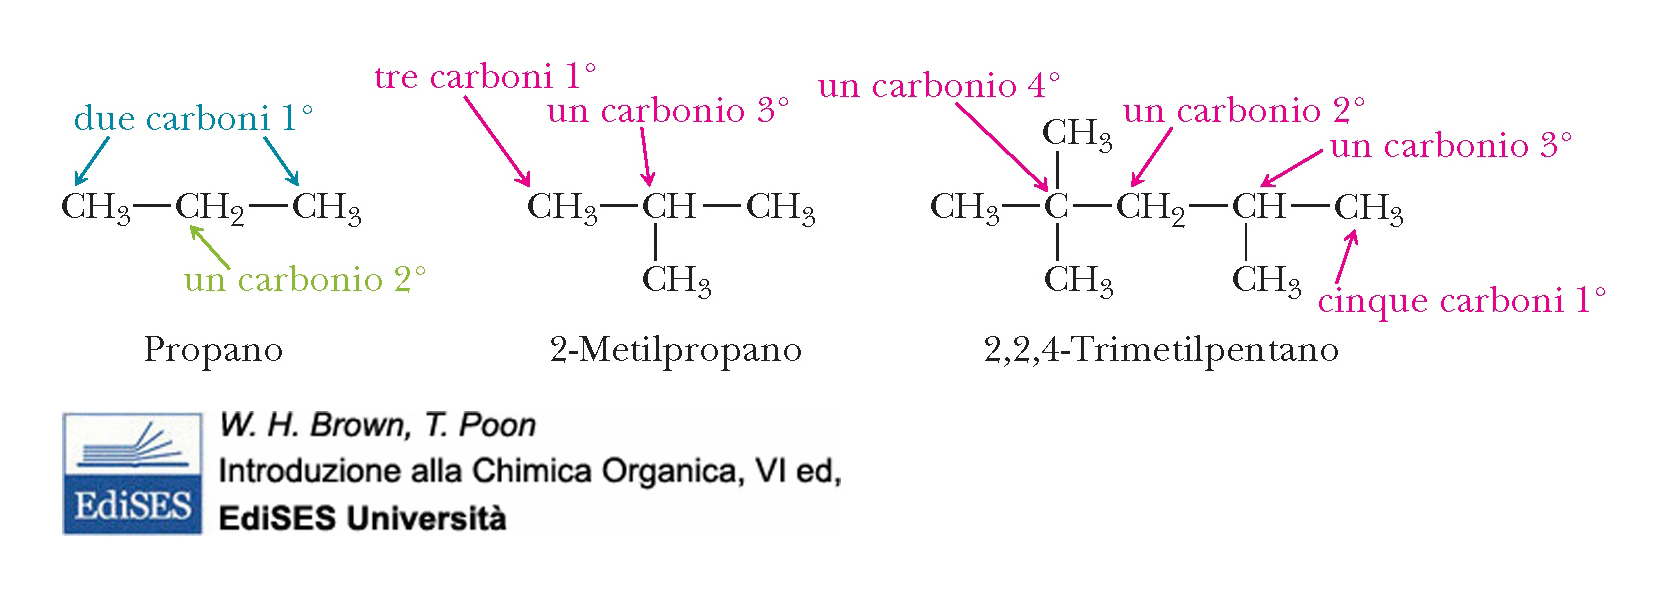 due carboni 1°
CH₃—CH₂—CH₃
un carbonio 2°
Propano
tre carboni 1°
un carbonio 3°
CH₃—CH—CH₃
CH₃
2-Metilpropano
un carbonio 4°
un carbonio 2°
un carbonio 3°
CH₃
CH₃—C—CH₂—CH—CH₃
CH₃
CH₃
cinque carboni 1°
2,2,4-Trimetilpentano
EdiSES
W. H. Brown, T. Poon
Introduzione alla Chimica Organica, VI ed,
EdiSES Università